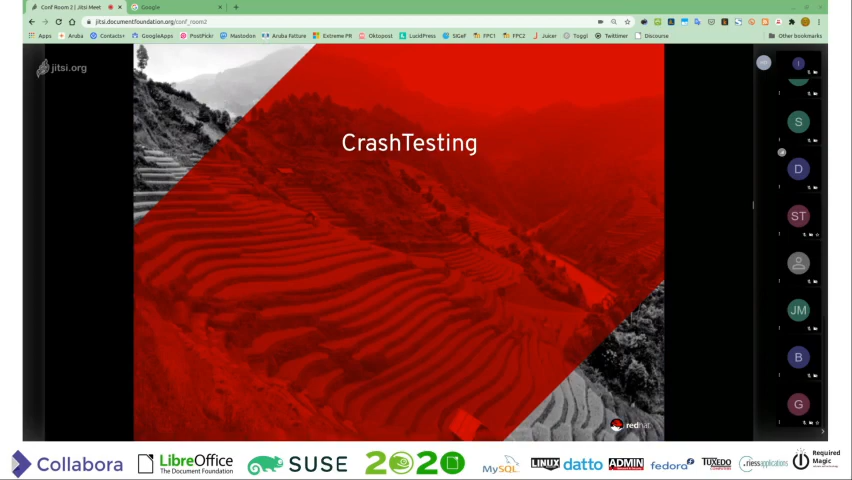 Conf Room 2 | Jitsi Meet
Google
jitsi.documentfoundation.org/conf_room2
Apps
Aruba
Contacts+
GoogleApps
PostPickr
Mastodon
Aruba Fatture
Extreme PR
Oktopost
LucidPress
SIGeF
FPC1
FPC2
Juicer
Toggl
Twittimer
Discourse
Other bookmarks
jitsi.org
CrashTesting
I
S
D
ST
JM
B
G
redhat
Collabora
LibreOffice
The Document Foundation
SUSE
2020
MySQL
LINUX
datto
ADMIN
fedora
TUXEDO
riessapplications
Required
Magic